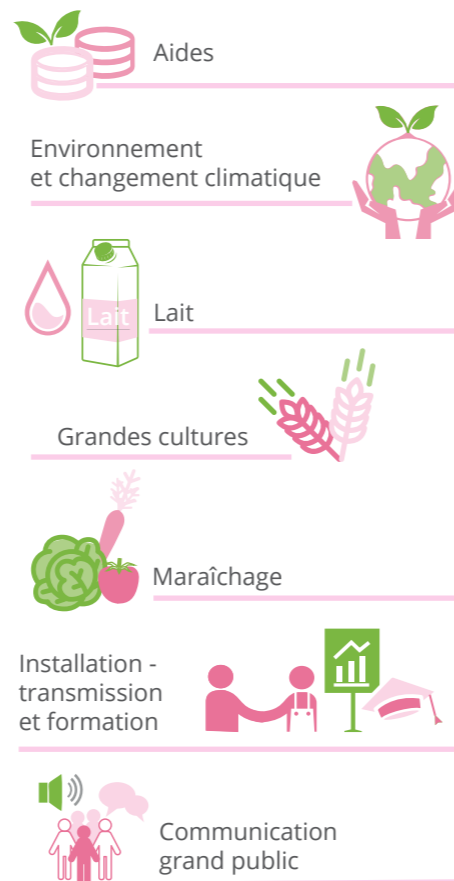 Aides
Environnement
et changement climatique
Lait
Lait
Grandes cultures
Maraîchage
Installation -
transmission
et formation
Communication
grand public